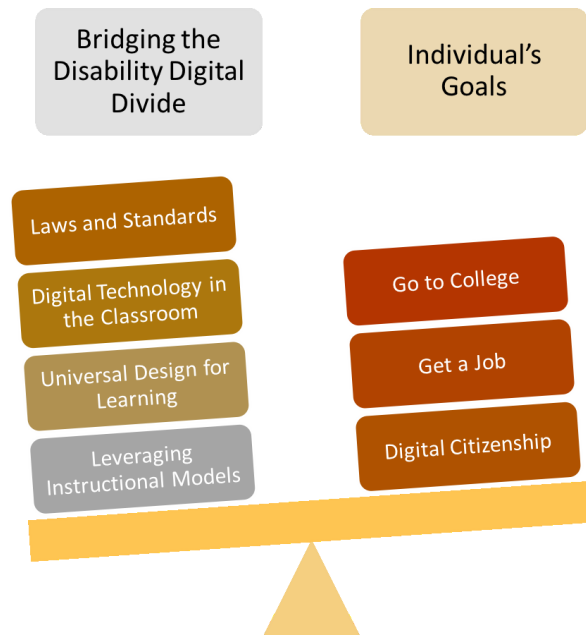 Bridging the
Disability Digital
Divide
Individual's
Goals
Laws and Standards
Digital Technology in
the Classroom
Universal Design for
Learning
Leveraging
Instructional Models
Go to College
Get a Job
Digital Citizenship